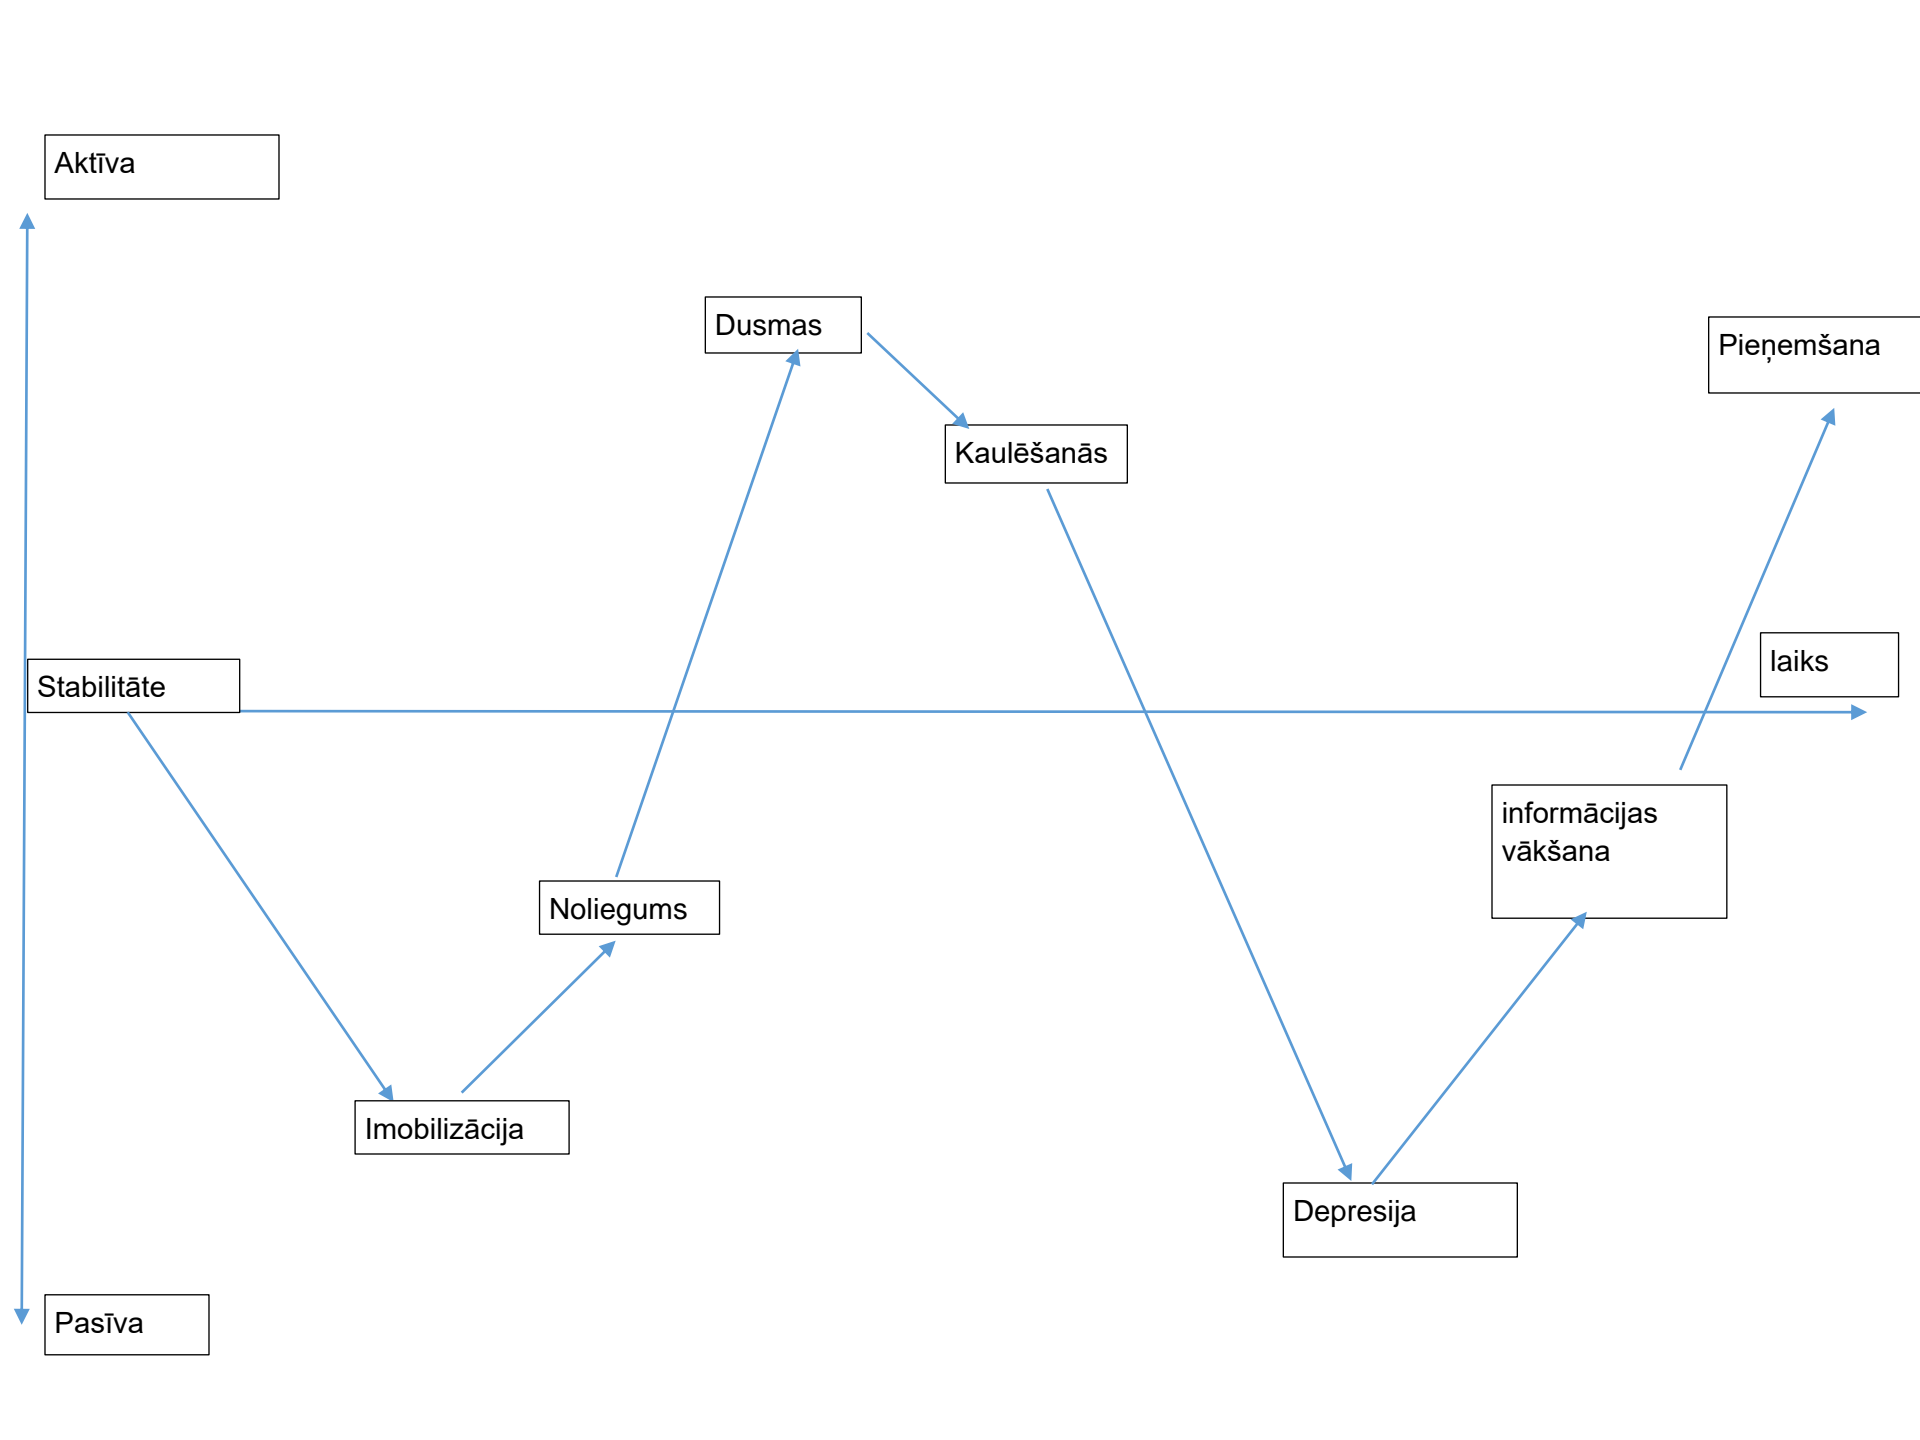 Aktīva
Dusmas
Pieņemšana
Kaulēšanās
laiks
Stabilitāte
informācijas
vākšana
Noliegums
Imobilizācija
Depresija
Pasīva